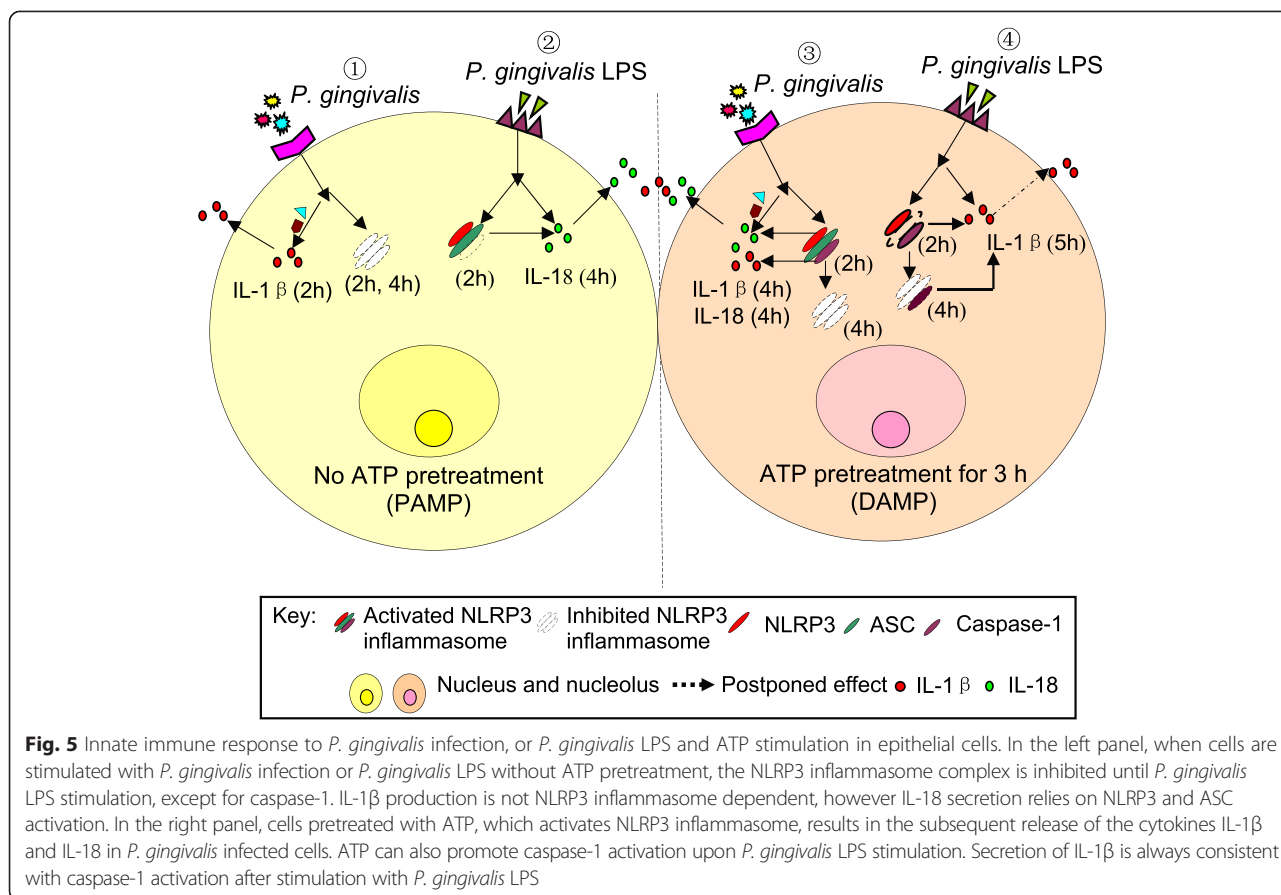 ①
P. gingivalis
②
P. gingivalis LPS
IL-1 β (2h)
(2h, 4h)
(2h)
IL-18 (4h)
No ATP pretreatment
(PAMP)
③
P. gingivalis
④
P. gingivalis LPS
IL-1 β (4h)
IL-18 (4h)
(2h)
(4h)
(2h)
(4h)
IL-1 β (5h)
ATP pretreatment for 3 h
(DAMP)
Key: Activated NLRP3 inflammasome Inhibited NLRP3 inflammasome NLRP3 ASC Caspase-1
Nucleus and nucleolus Postponed effect IL-1 β IL-18
Fig. 5 Innate immune response to P. gingivalis infection, or P. gingivalis LPS and ATP stimulation in epithelial cells. In the left panel, when cells are
stimulated with P. gingivalis infection or P. gingivalis LPS without ATP pretreatment, the NLRP3 inflammasome complex is inhibited until P. gingivalis
LPS stimulation, except for caspase-1. IL-1β production is not NLRP3 inflammasome dependent, however IL-18 secretion relies on NLRP3 and ASC
activation. In the right panel, cells pretreated with ATP, which activates NLRP3 inflammasome, results in the subsequent release of the cytokines IL-1β
and IL-18 in P. gingivalis infected cells. ATP can also promote caspase-1 activation upon P. gingivalis LPS stimulation. Secretion of IL-1β is always consistent
with caspase-1 activation after stimulation with P. gingivalis LPS